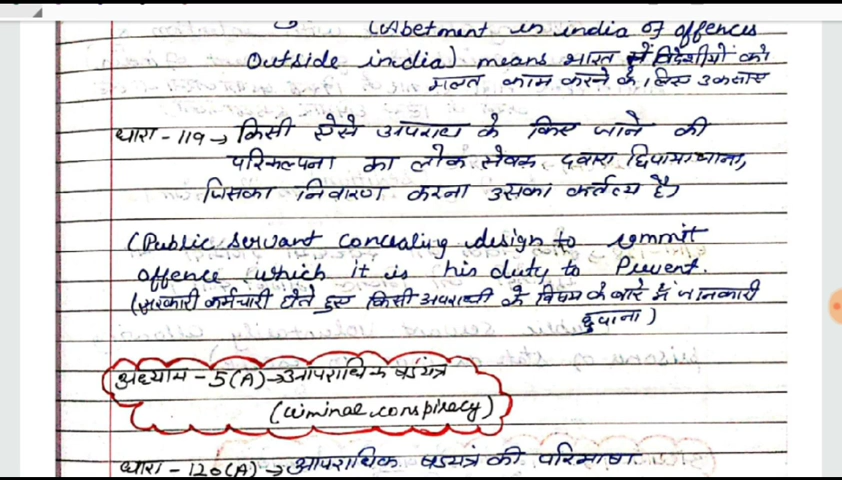 (Abetment in india of offences
outside india) means भारत में विदेशीयों को
गलत काम करने के लिए उकसाए
धारा - 119 → किसी ऐसे अपराध के किए जाने की
परिकल्पना का लोक सेवक द्वारा छिपाया जाना,
जिसका निवारण करना उसका कर्तव्य है।
(Public servant concealing design to commit
offence which it is his duty to Prevent.
(सरकारी कर्मचारी होते हुए किसी अपराधी के विषय के बारे में जानकारी
छुपाना)
अध्याय - 5(A) → आपराधिक षडयंत्र
(criminal conspiracy)
धारा - 120(A) → आपराधिक षडयंत्र की परिभाषा